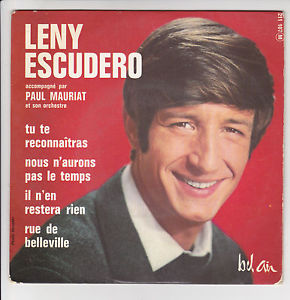 LENY
ESCUDERO
accompagné par
PAUL MAURIAT
et son orchestre
tu te
reconnaîtras
nous n'aurons
pas le temps
il n'en
restera rien
rue de
belleville
bel air